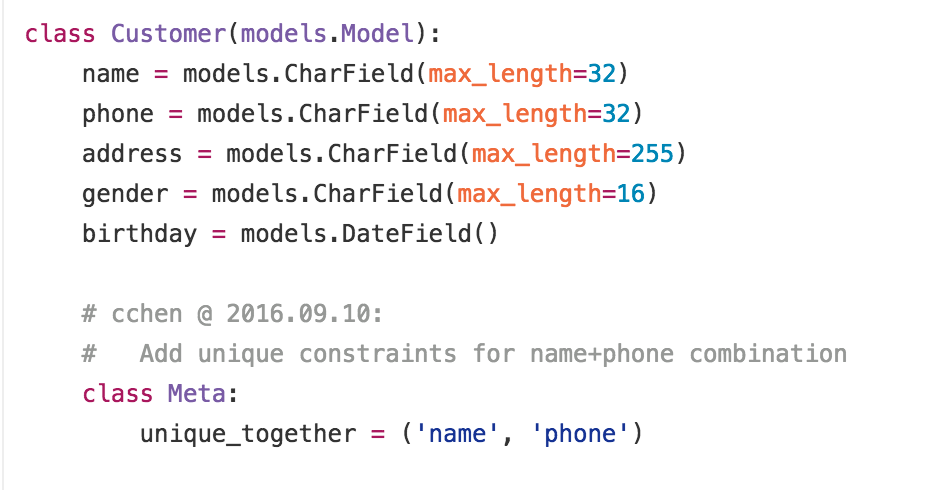 class Customer(models.Model):
    name = models.CharField(max_length=32)
    phone = models.CharField(max_length=32)
    address = models.CharField(max_length=255)
    gender = models.CharField(max_length=16)
    birthday = models.DateField()
    # cchen @ 2016.09.10:
    #   Add unique constraints for name+phone combination
    class Meta:
        unique_together = ('name', 'phone')